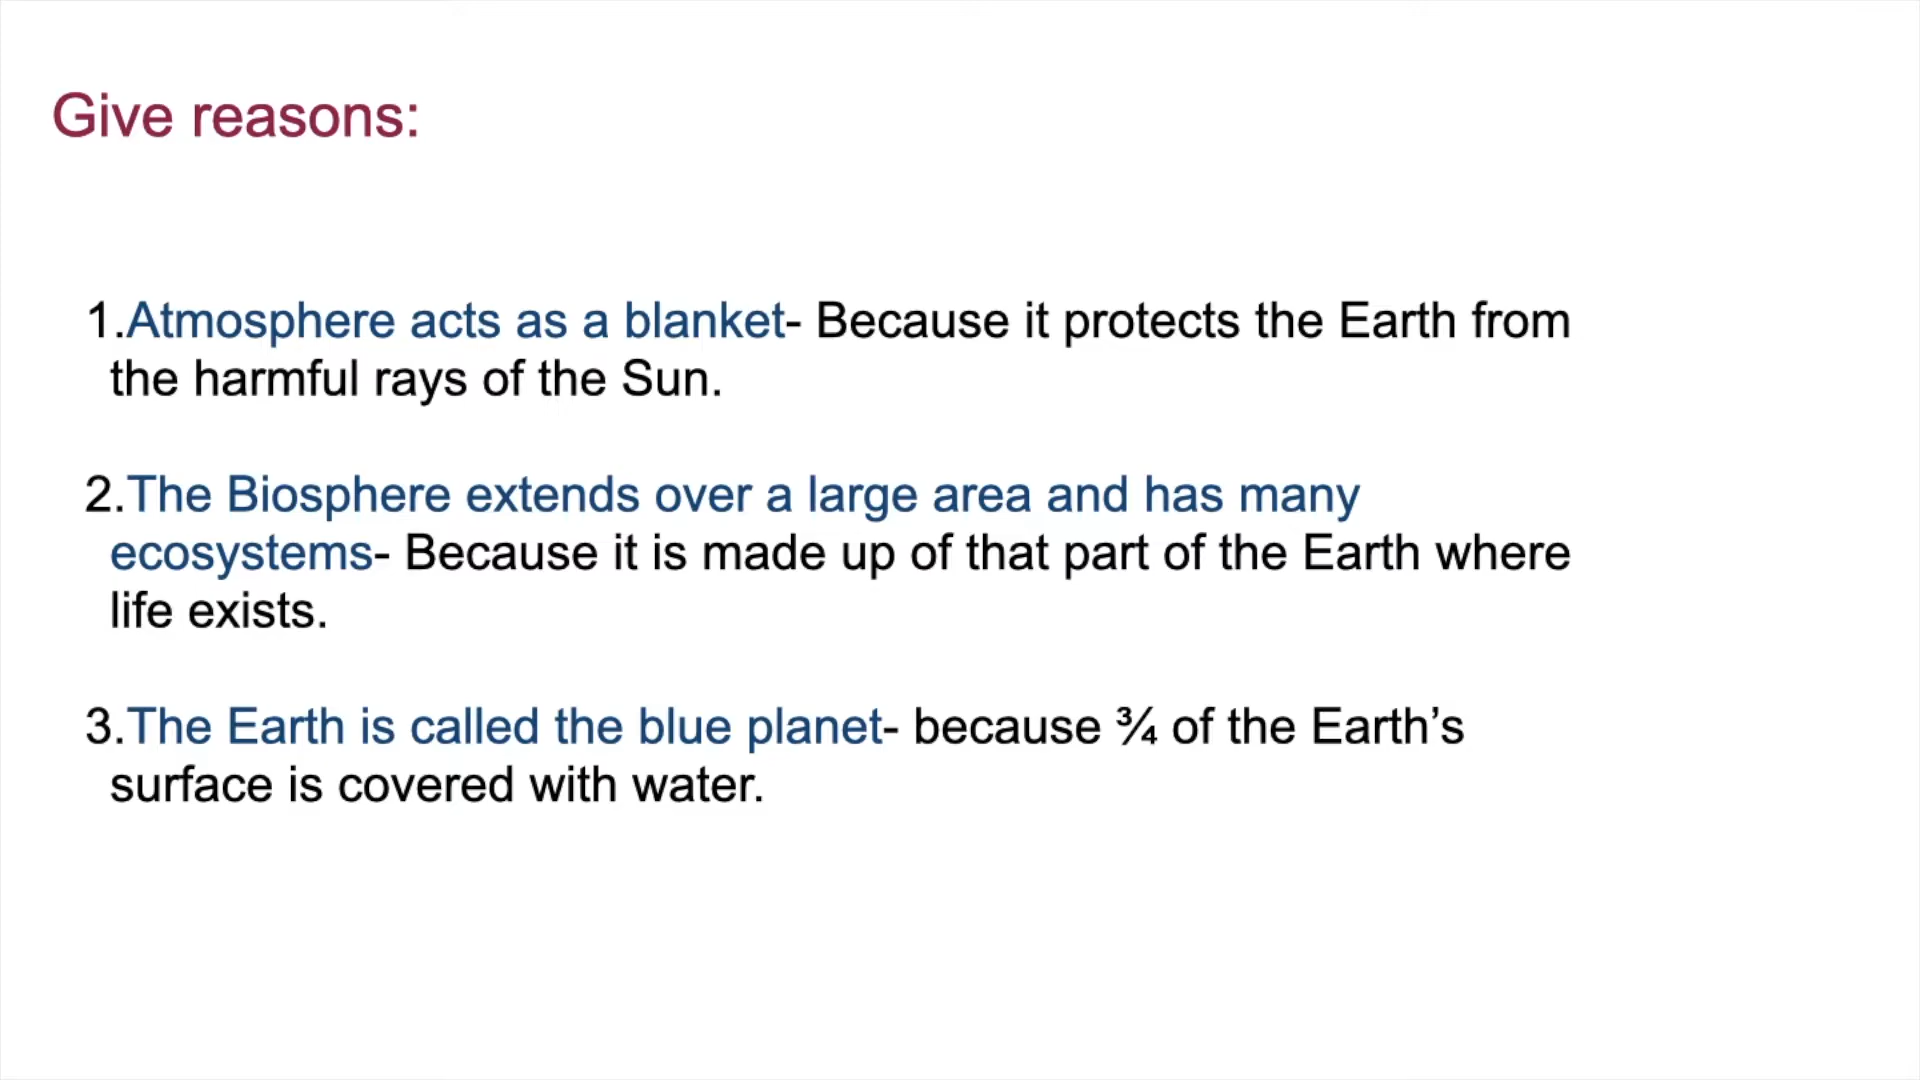 Give reasons:
1.Atmosphere acts as a blanket- Because it protects the Earth from
the harmful rays of the Sun.
2.The Biosphere extends over a large area and has many
ecosystems- Because it is made up of that part of the Earth where
life exists.
3.The Earth is called the blue planet- because ¾ of the Earth’s
surface is covered with water.